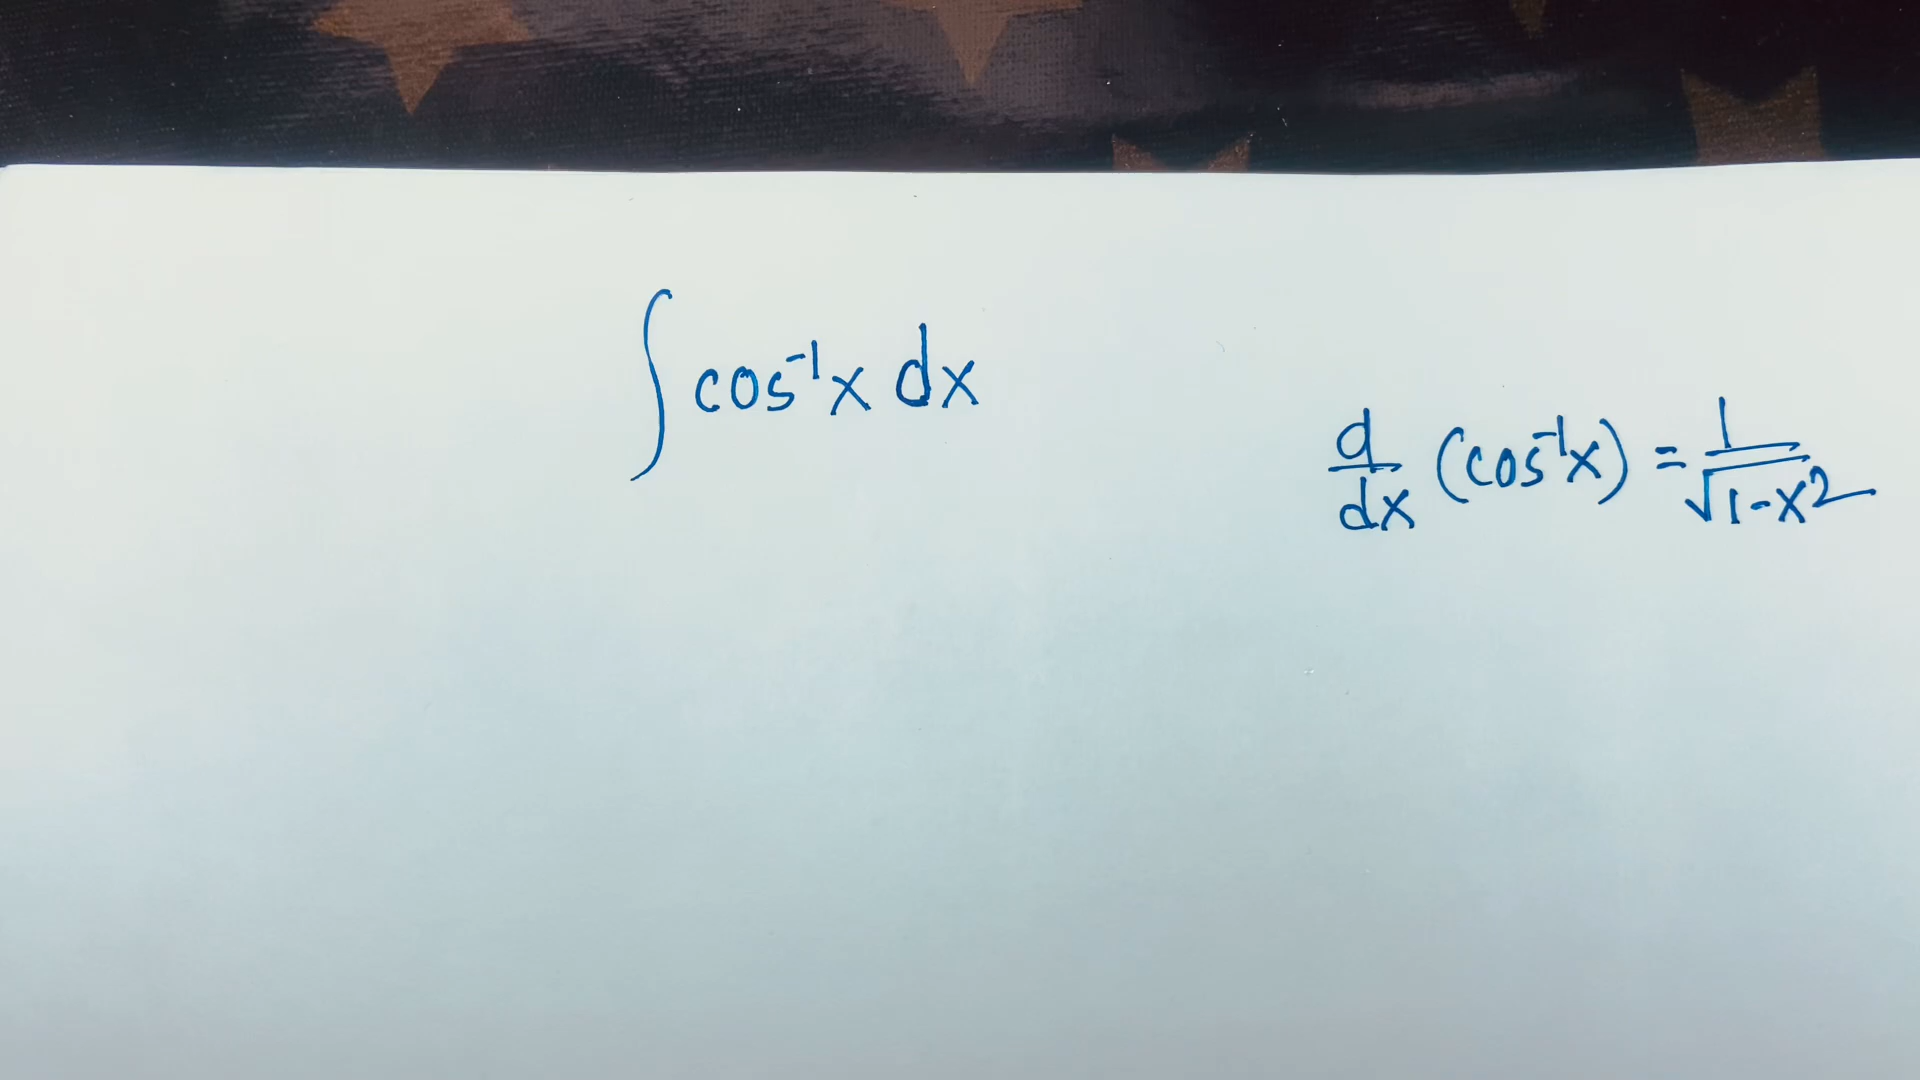 ∫ cos⁻¹x dx
d/dx (cos⁻¹x) = 1/√(1-x²)